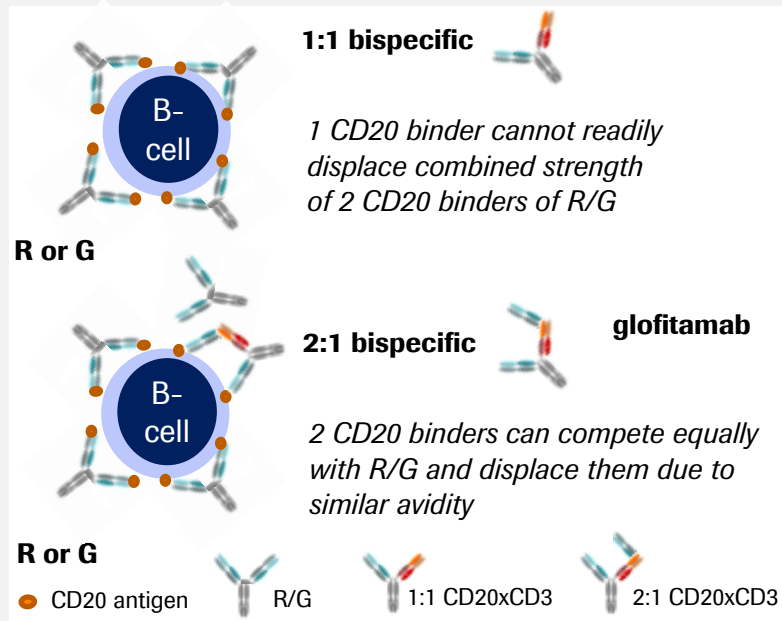 1:1 bispecific
B-
cell
1 CD20 binder cannot readily
displace combined strength
of 2 CD20 binders of R/G
R or G
2:1 bispecific
glofitamab
B-
cell
2 CD20 binders can compete equally
with R/G and displace them due to
similar avidity
R or G
CD20 antigen
R/G
1:1 CD20xCD3
2:1 CD20xCD3